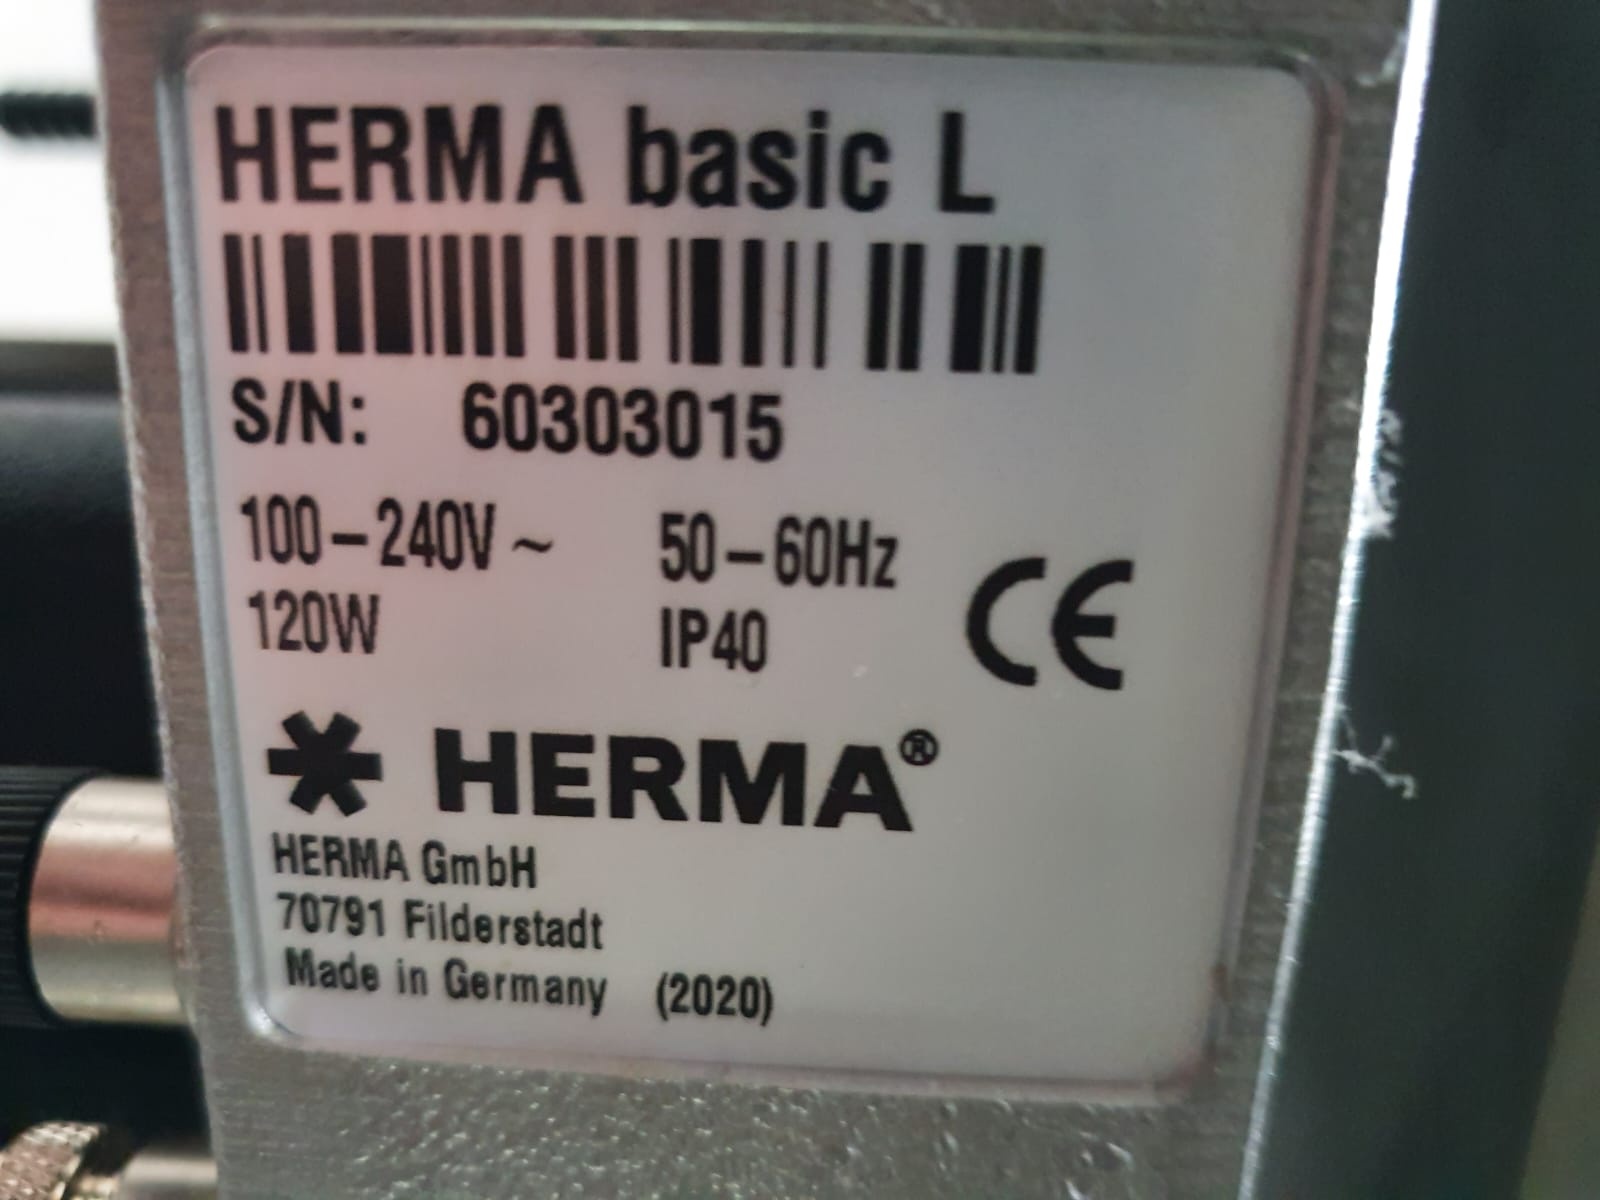 HERMA basic L
S/N: 60303015
100–240V ~ 50–60Hz
120W IP40
CE
HERMA®
HERMA GmbH
70791 Filderstadt
Made in Germany (2020)